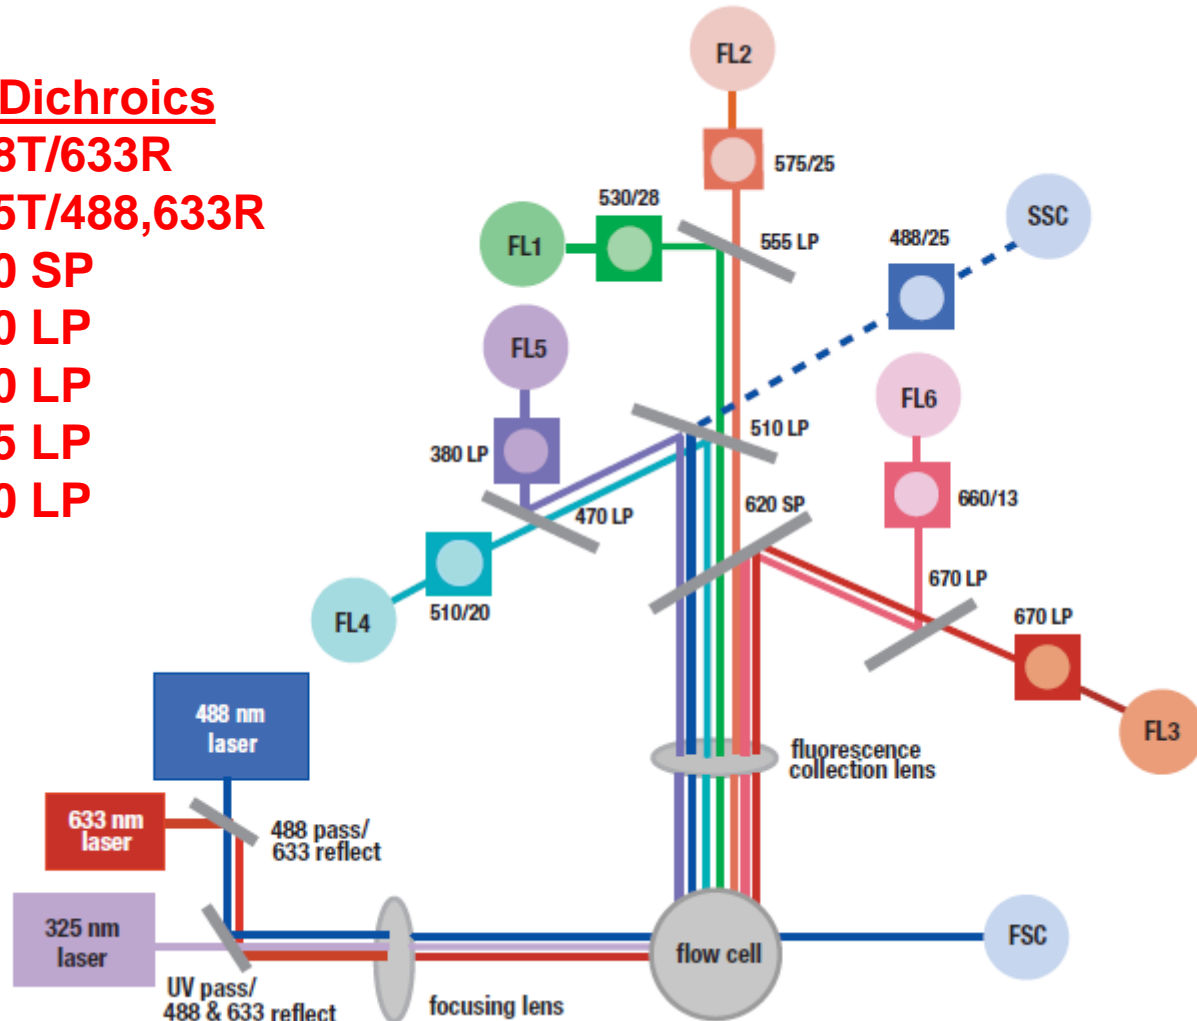 Dichroics
8T/633R
5T/488,633R
0 SP
0 LP
0 LP
5 LP
0 LP
FL2
575/25
530/28
FL1
555 LP
SSC
488/25
FL5
FL6
510 LP
380 LP
470 LP
620 SP
660/13
670 LP
510/20
FL4
670 LP
FL3
488 nm
laser
fluorescence
collection lens
633 nm
laser
488 pass/
633 reflect
325 nm
laser
flow cell
FSC
UV pass/
488 & 633 reflect
focusing lens